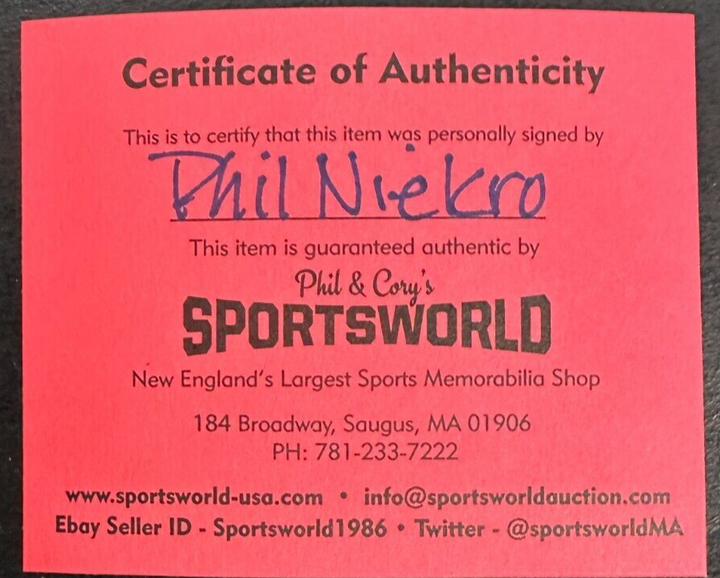 Certificate of Authenticity
This is to certify that this item was personally signed by
Phil Niekro
This item is guaranteed authentic by
Phil & Cory's
SPORTSWORLD
New England's Largest Sports Memorabilia Shop
184 Broadway, Saugus, MA 01906
PH: 781-233-7222
www.sportsworld-usa.com • info@sportsworldauction.com
Ebay Seller ID - Sportsworld1986 • Twitter - @sportsworldMA